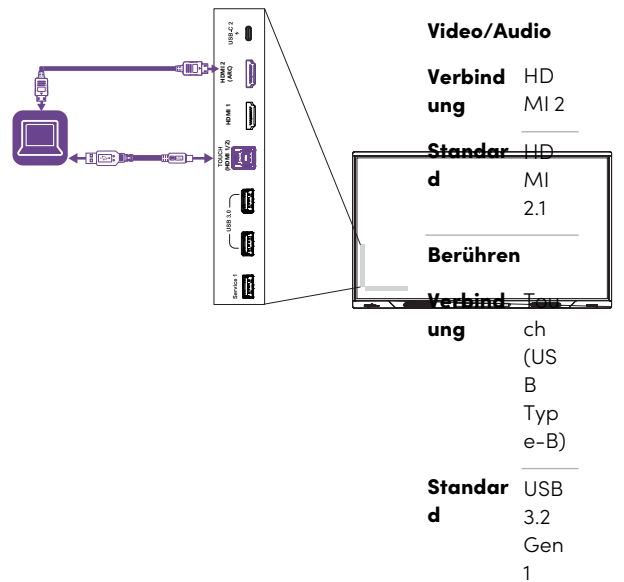 USB-C 2
HDMI 2
(ARC)
HDMI 1
TOUCH
(HDMI 1/2)
USB 3.0
Service 1
Video/Audio
Verbind
ung
HD
MI 2
Standar
d
HD
MI
2.1
Berühren
Verbind
ung
Tou
ch
(US
B
Typ
e-B)
Standar
d
USB
3.2
Gen
1